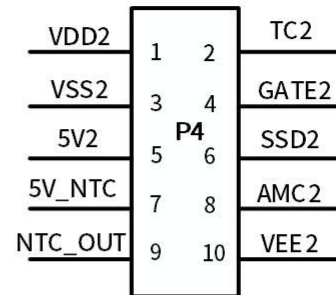 VDD2 1 2 TC2
VSS2 3 4 GATE2
P4
5V2 5 6 SSD2
5V_NTC 7 8 AMC2
NTC_OUT 9 10 VEE2